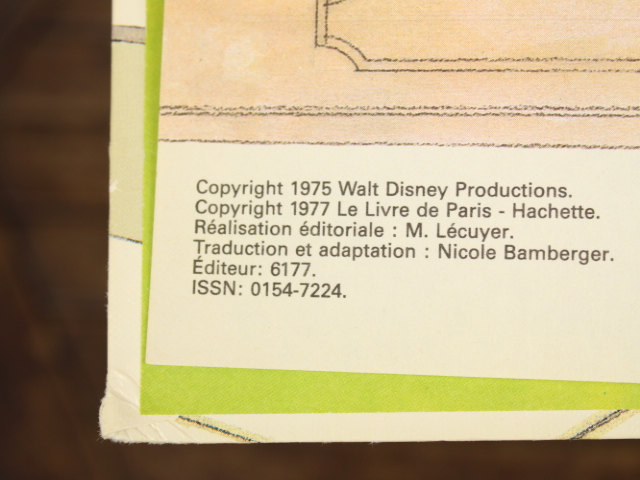 Copyright 1975 Walt Disney Productions.
Copyright 1977 Le Livre de Paris - Hachette.
Réalisation éditoriale : M. Lécuyer.
Traduction et adaptation : Nicole Bamberger.
Éditeur: 6177.
ISSN: 0154-7224.